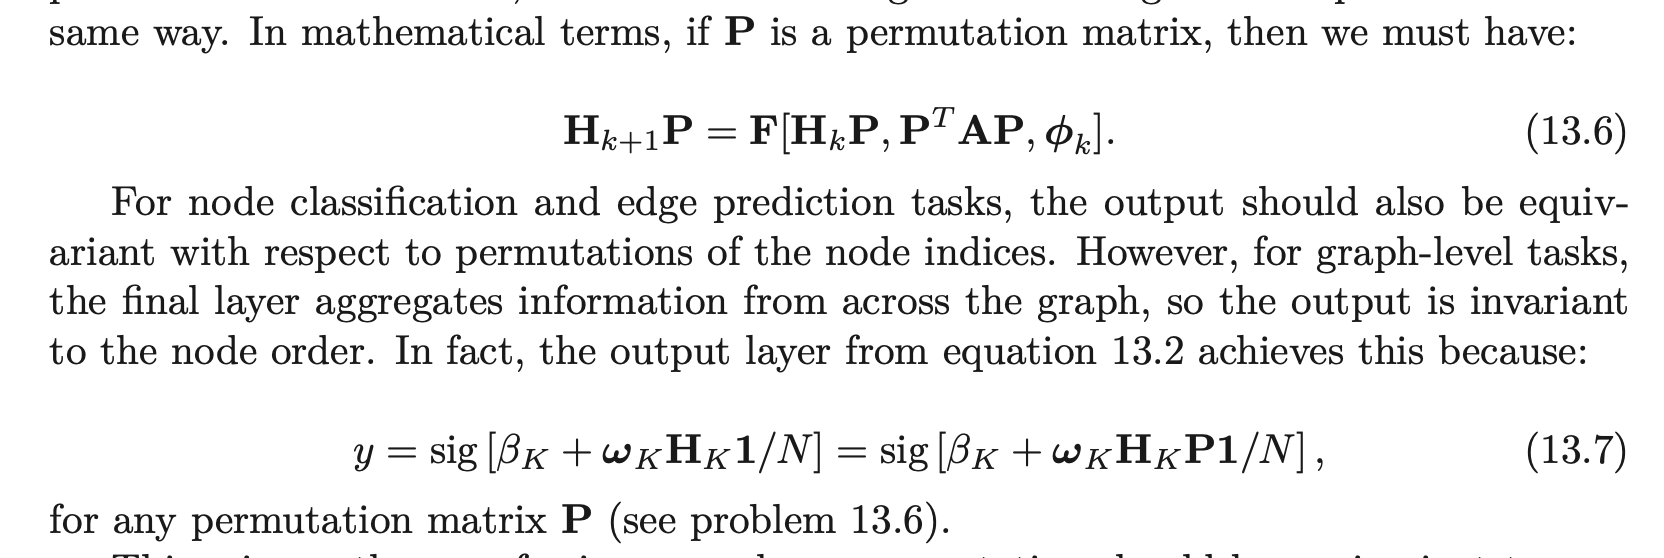 same way. In mathematical terms, if P is a permutation matrix, then we must have:
H_{k+1}P = F[H_kP, P^TAP, ϕ_k]. (13.6)
For node classification and edge prediction tasks, the output should also be equiv-
ariant with respect to permutations of the node indices. However, for graph-level tasks,
the final layer aggregates information from across the graph, so the output is invariant
to the node order. In fact, the output layer from equation 13.2 achieves this because:
y = sig [β_K + ω_KH_K1/N] = sig [β_K + ω_KH_KP1/N] , (13.7)
for any permutation matrix P (see problem 13.6).